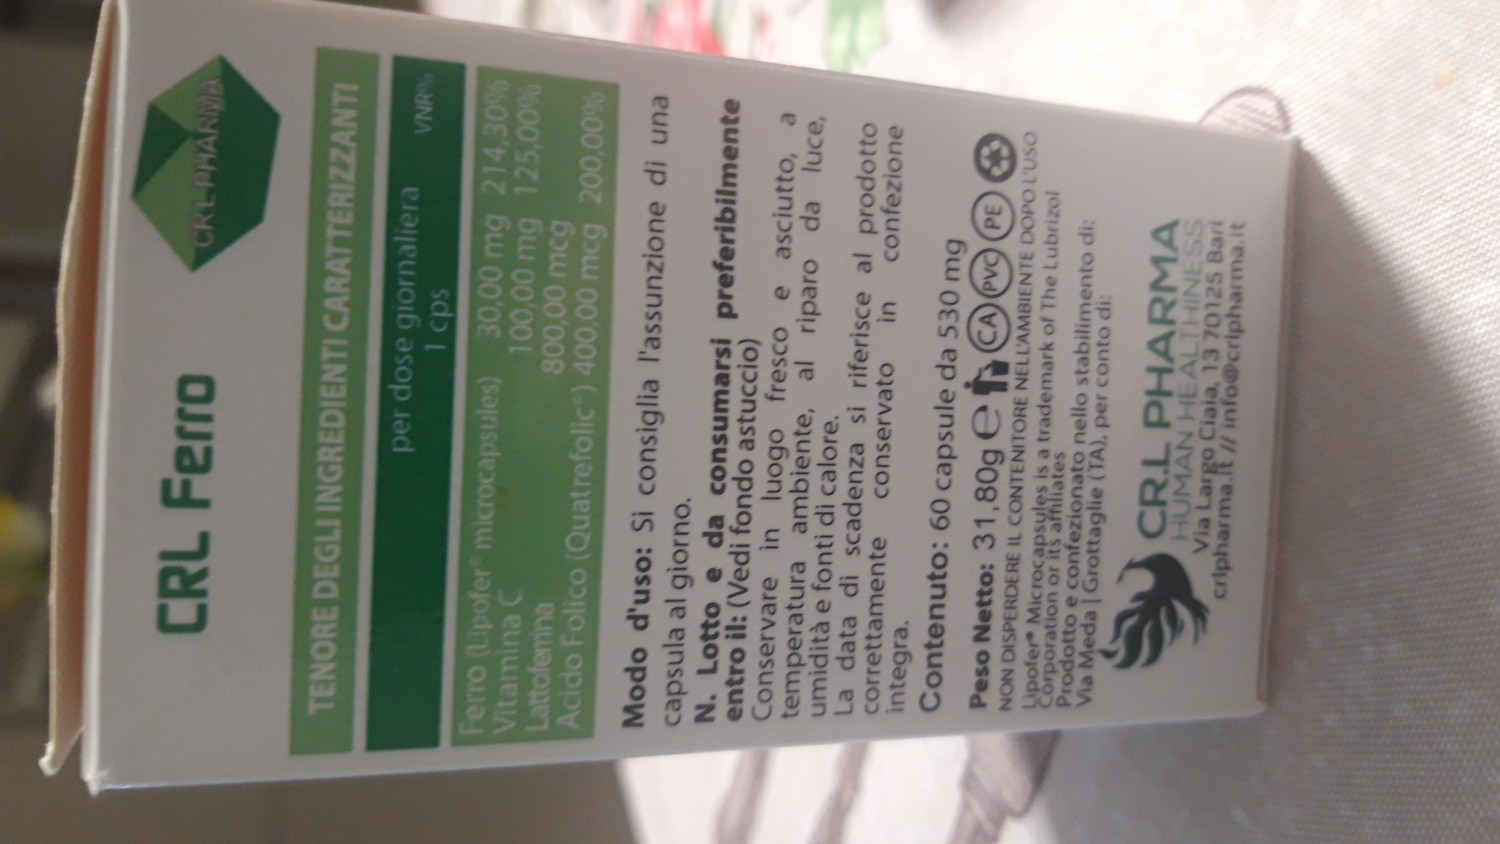 CRL Ferro
CR.L PHARMA
TENORE DEGLI INGREDIENTI CARATTERIZZANTI
per dose giornaliera VNR%
1 cps
Ferro (Lipofer® microcapsules) 30,00 mg 214,30%
Vitamina C 100,00 mg 125,00%
Lattoferrina 800,00 mcg
Acido Folico (Quatrefolic®) 400,00 mcg 200,00%
Modo d'uso: Si consiglia l'assunzione di una
capsula al giorno.
N. Lotto e da consumarsi preferibilmente
entro il: (Vedi fondo astuccio)
Conservare in luogo fresco e asciutto, a
temperatura ambiente, al riparo da luce,
umidità e fonti di calore.
La data di scadenza si riferisce al prodotto
correttamente conservato in confezione
integra.
Contenuto: 60 capsule da 530 mg
Peso Netto: 31,80g e CA PVC PE
NON DISPERDERE IL CONTENITORE NELL'AMBIENTE DOPO L'USO
Lipofer® Microcapsules is a trademark of The Lubrizol
Corporation or its affiliates
Prodotto e confezionato nello stabilimento di:
Via Meda | Grottaglie (TA), per conto di:
CR.L PHARMA
HUMAN HEALTHINESS
Via Largo Ciaia, 13 70125 Bari
crlpharma.it // info@crlpharma.it